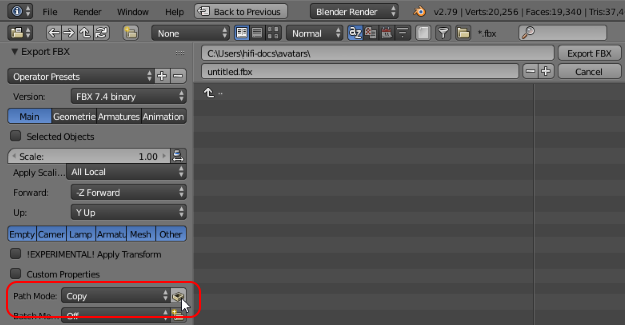 File Render Window Help Back to Previous Blender Render v2.79 | Verts:20,256 | Faces:19,340 | Tris:37,4
None Normal *.fbx
Export FBX
C:\Users\hifi-docs\avatars\ Export FBX
untitled.fbx Cancel
..
Operator Presets
Version: FBX 7.4 binary
Main Geometrie Armatures Animation
Selected Objects
Scale: 1.00
Apply Scali... All Local
Forward: -Z Forward
Up: Y Up
Empty Camer Lamp Armatu Mesh Other
!EXPERIMENTAL! Apply Transform
Custom Properties
Path Mode: Copy
Batch Mo... Off